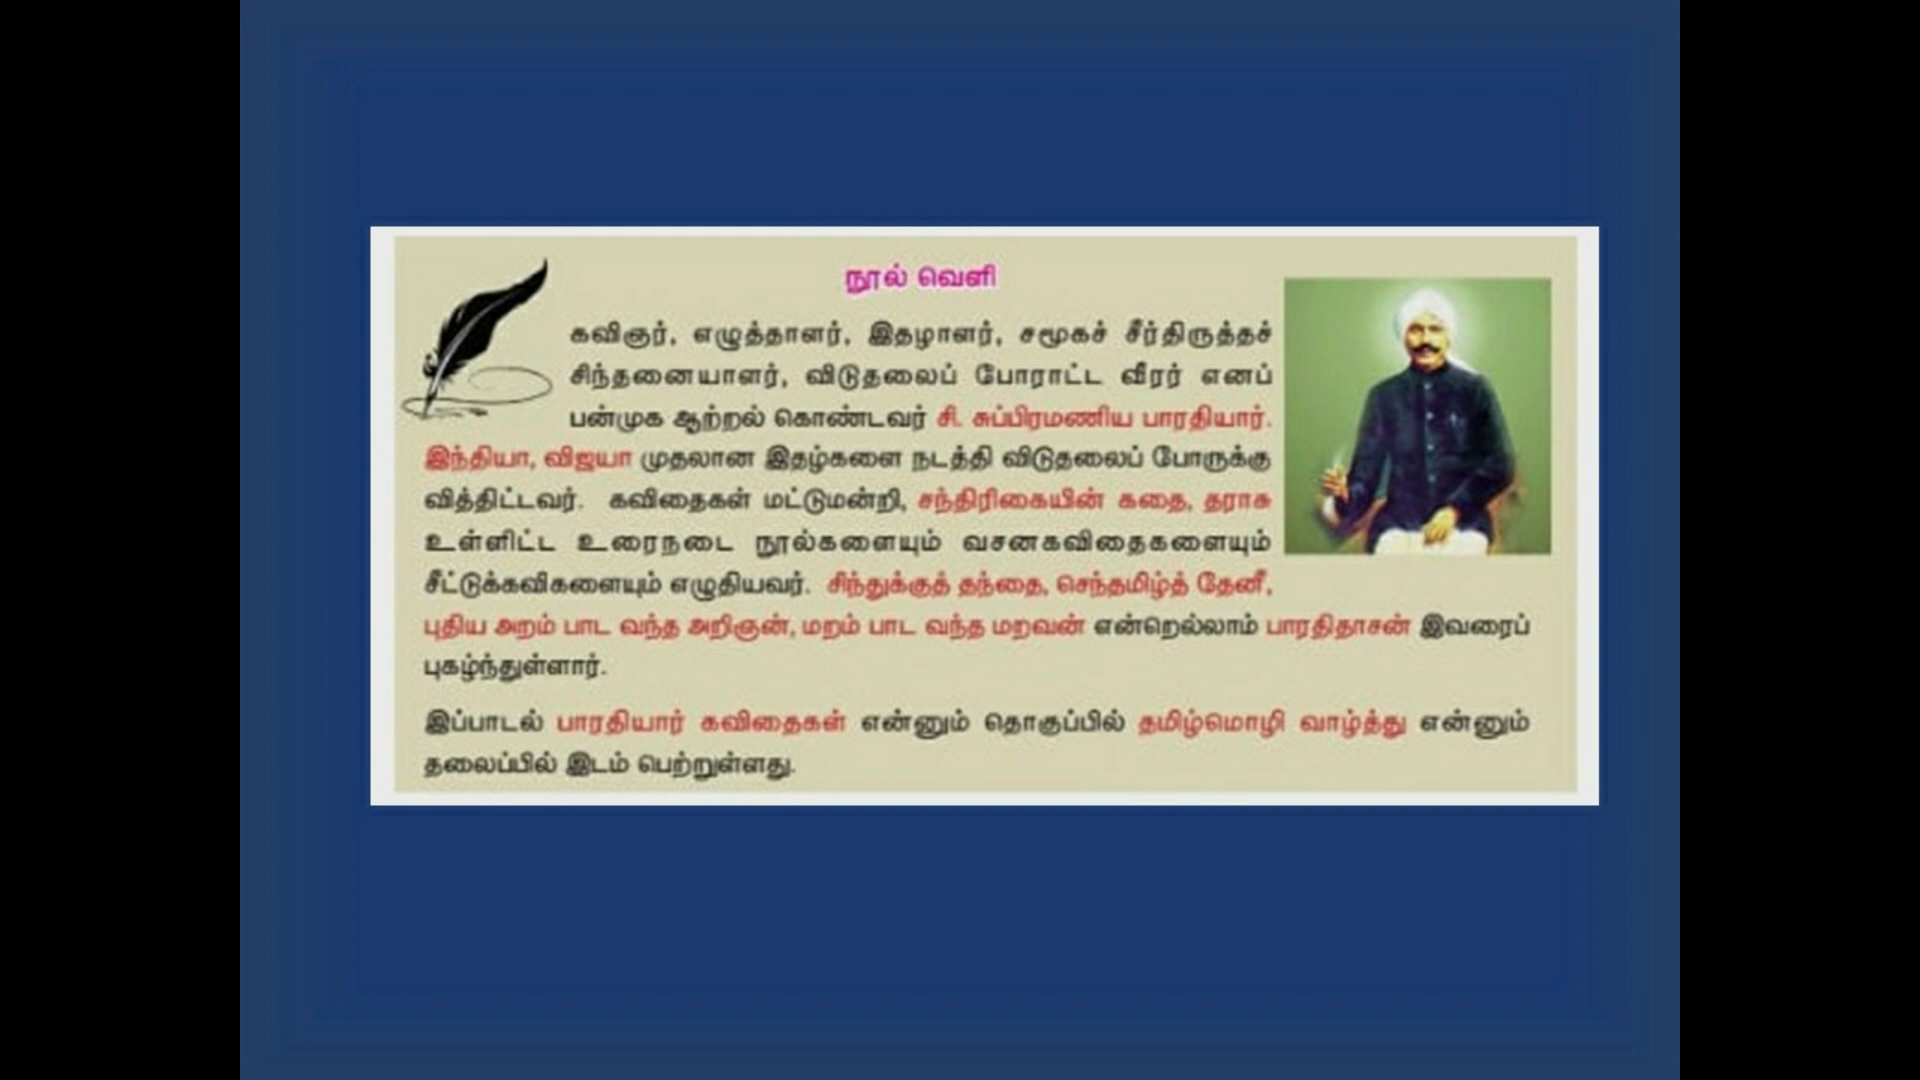 நூல் வெளி
கவிஞர், எழுத்தாளர், இதழாளர், சமூகச் சீர்திருத்தச்
சிந்தனையாளர், விடுதலைப் போராட்ட வீரர் எனப்
பன்முக ஆற்றல் கொண்டவர் சி. சுப்பிரமணிய பாரதியார்.
இந்தியா, விஜயா முதலான இதழ்களை நடத்தி விடுதலைப் போருக்கு
வித்திட்டவர். கவிதைகள் மட்டுமன்றி, சந்திரிகையின் கதை, தராசு
உள்ளிட்ட உரைநடை நூல்களையும் வசனகவிதைகளையும்
சீட்டுக்கவிகளையும் எழுதியவர். சிந்துக்குத் தந்தை, செந்தமிழ்த் தேனீ,
புதிய அறம் பாட வந்த அறிஞன், மறம் பாட வந்த மறவன் என்றெல்லாம் பாரதிதாசன் இவரைப்
புகழ்ந்துள்ளார்.
இப்பாடல் பாரதியார் கவிதைகள் என்னும் தொகுப்பில் தமிழ்மொழி வாழ்த்து என்னும்
தலைப்பில் இடம் பெற்றுள்ளது.